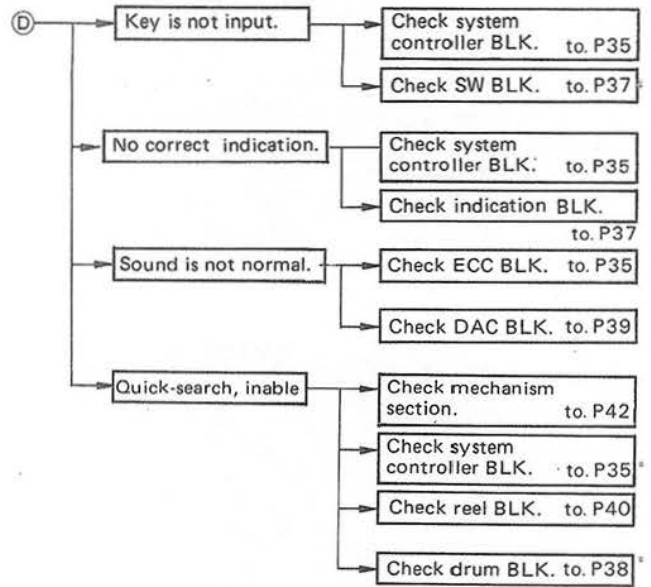 D
Key is not input.
Check system
controller BLK. to. P35
Check SW BLK. to. P37
No correct indication.
Check system
controller BLK. to. P35
Check indication BLK.
to. P37
Sound is not normal.
Check ECC BLK. to. P35
Check DAC BLK. to. P39
Quick-search, inable
Check mechanism
section. to. P42
Check system
controller BLK. to. P35
Check reel BLK. to. P40
Check drum BLK. to. P38